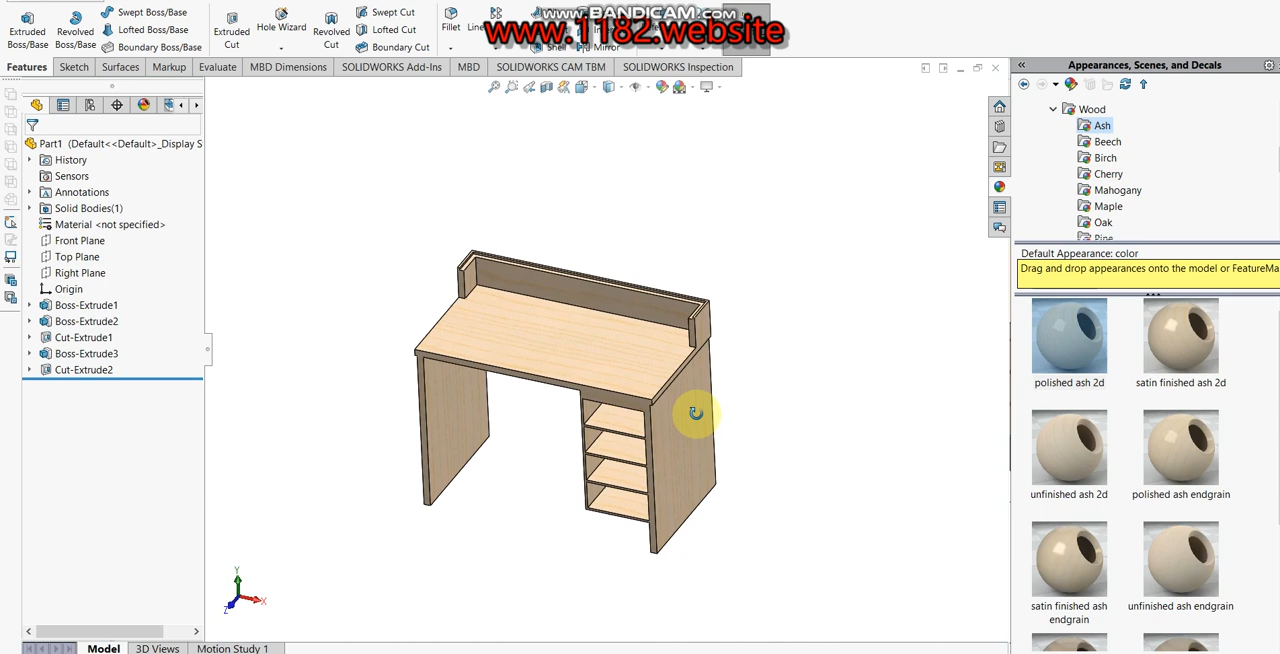 www.BANDICAM.com
www.1182.website
Extruded Boss/Base
Revolved Boss/Base
Swept Boss/Base
Lofted Boss/Base
Boundary Boss/Base
Extruded Cut
Hole Wizard
Revolved Cut
Swept Cut
Lofted Cut
Boundary Cut
Fillet
Shell
Mirror
Features
Sketch
Surfaces
Markup
Evaluate
MBD Dimensions
SOLIDWORKS Add-Ins
MBD
SOLIDWORKS CAM TBM
SOLIDWORKS Inspection
Part1 (Default<<Default>_Display S
History
Sensors
Annotations
Solid Bodies(1)
Material <not specified>
Front Plane
Top Plane
Right Plane
Origin
Boss-Extrude1
Boss-Extrude2
Cut-Extrude1
Boss-Extrude3
Cut-Extrude2
Y
X
Z
Model
3D Views
Motion Study 1
Appearances, Scenes, and Decals
Wood
Ash
Beech
Birch
Cherry
Mahogany
Maple
Oak
Pine
Default Appearance: color
Drag and drop appearances onto the model or FeatureMa
polished ash 2d
satin finished ash 2d
unfinished ash 2d
polished ash endgrain
satin finished ash endgrain
unfinished ash endgrain